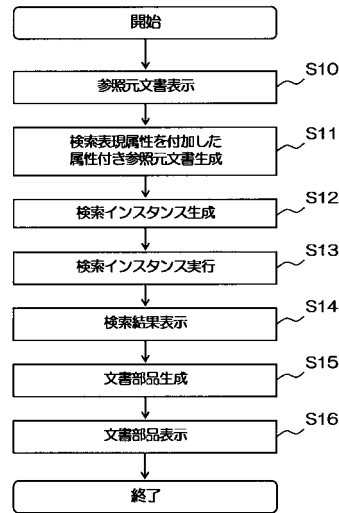 開始
参照元文書表示
S10
検索表現属性を付加した
属性付き参照元文書生成
S11
検索インスタンス生成
S12
検索インスタンス実行
S13
検索結果表示
S14
文書部品生成
S15
文書部品表示
S16
終了